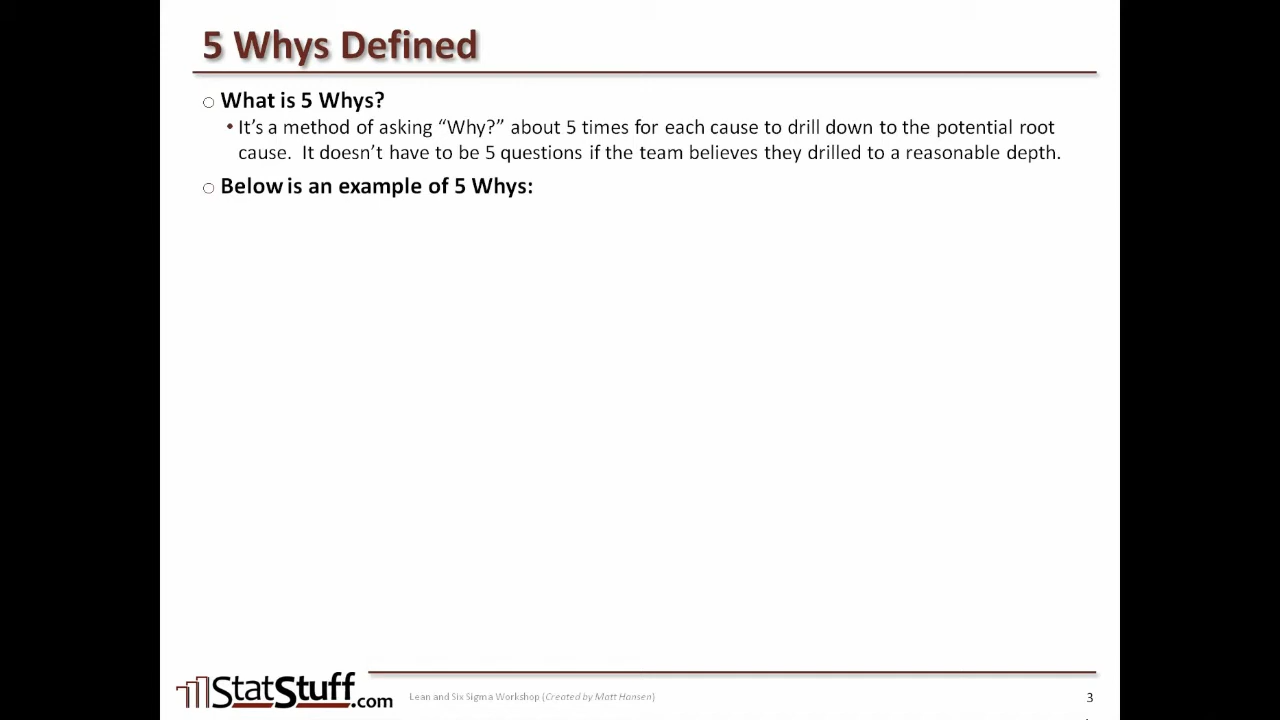 5 Whys Defined
○ What is 5 Whys?
• It’s a method of asking “Why?” about 5 times for each cause to drill down to the potential root
cause.  It doesn’t have to be 5 questions if the team believes they drilled to a reasonable depth.
○ Below is an example of 5 Whys:
StatStuff.com
Lean and Six Sigma Workshop (Created by Matt Hansen)
3